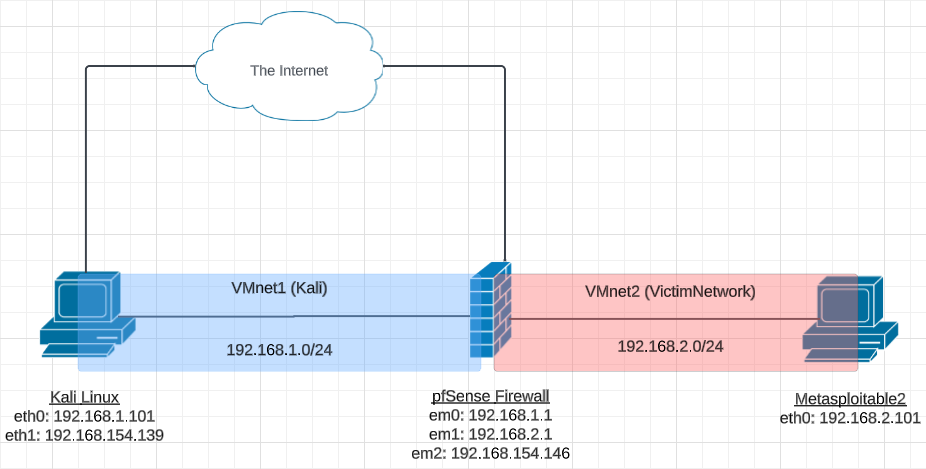 The Internet
VMnet1 (Kali)
192.168.1.0/24
VMnet2 (VictimNetwork)
192.168.2.0/24
Kali Linux
eth0: 192.168.1.101
eth1: 192.168.154.139
pfSense Firewall
em0: 192.168.1.1
em1: 192.168.2.1
em2: 192.168.154.146
Metasploitable2
eth0: 192.168.2.101